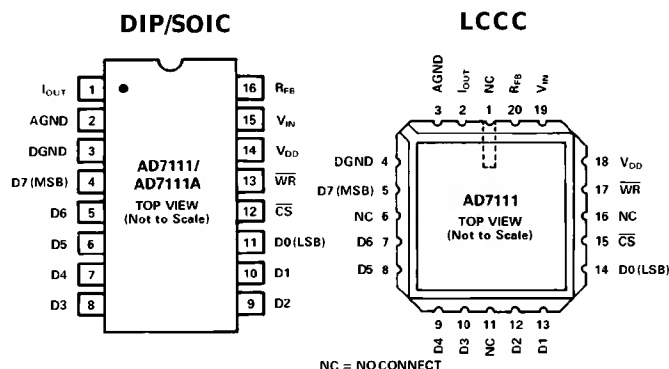 DIP/SOIC
I_OUT 1
AGND 2
DGND 3
D7 (MSB) 4
D6 5
D5 6
D4 7
D3 8
AD7111/
AD7111A
TOP VIEW
(Not to Scale)
16 R_FB
15 V_IN
14 V_DD
13 W̅R̅
12 C̅S̅
11 D0 (LSB)
10 D1
9 D2
LCCC
AGND I_OUT NC R_FB V_IN
3 2 1 20 19
DGND 4
D7 (MSB) 5
NC 6
D6 7
D5 8
AD7111
TOP VIEW
(Not to Scale)
18 V_DD
17 W̅R̅
16 NC
15 C̅S̅
14 D0 (LSB)
9 10 11 12 13
D4 D3 NC D2 D1
NC = NO CONNECT